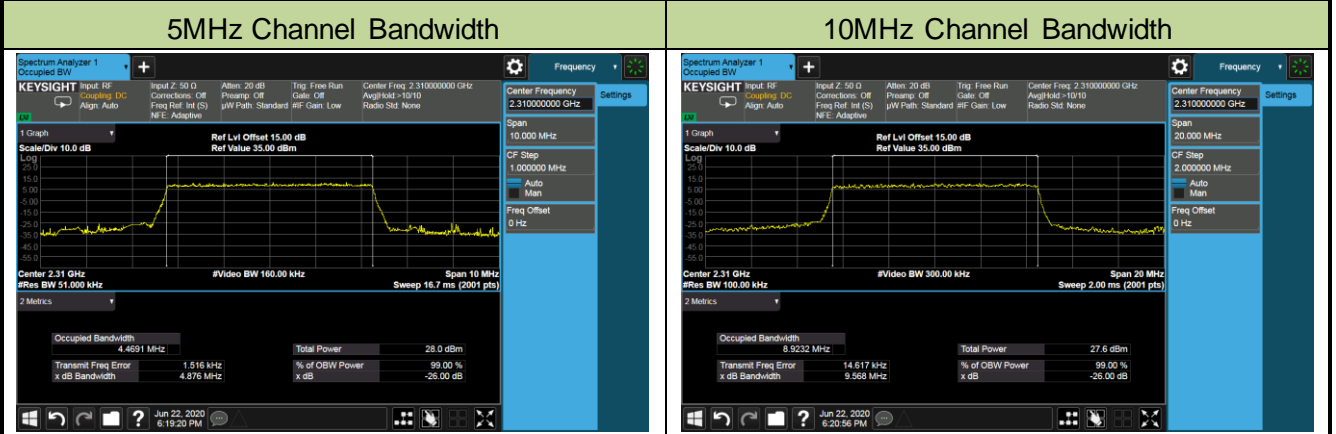 5MHz Channel Bandwidth
Spectrum Analyzer 1
Occupied BW
KEYSIGHT
Input: RF
Coupling: DC
Align: Auto
Input Z: 50 Ω
Corrections: Off
Freq Ref: Int (S)
NFE: Adaptive
Atten: 20 dB
Preamp: Off
µW Path: Standard
Trig: Free Run
Gate: Off
#IF Gain: Low
Center Freq: 2.310000000 GHz
Avg|Hold:>10/10
Radio Std: None
1 Graph
Scale/Div 10.0 dB
Ref Lvl Offset 15.00 dB
Ref Value 35.00 dBm
Log
25.0
15.0
5.00
-5.00
-15.0
-25.0
-35.0
-45.0
-55.0
Center 2.31 GHz
#Res BW 51.000 kHz
#Video BW 160.00 kHz
Span 10 MHz
Sweep 16.7 ms (2001 pts)
2 Metrics
Occupied Bandwidth
4.4691 MHz
Total Power 28.0 dBm
Transmit Freq Error 1.516 kHz
% of OBW Power 99.00 %
x dB Bandwidth 4.876 MHz
x dB -26.00 dB
Frequency
Settings
Center Frequency
2.310000000 GHz
Span
10.000 MHz
CF Step
1.000000 MHz
Auto
Man
Freq Offset
0 Hz
?
Jun 22, 2020
6:19:20 PM
10MHz Channel Bandwidth
Spectrum Analyzer 1
Occupied BW
KEYSIGHT
Input: RF
Coupling: DC
Align: Auto
Input Z: 50 Ω
Corrections: Off
Freq Ref: Int (S)
NFE: Adaptive
Atten: 20 dB
Preamp: Off
µW Path: Standard
Trig: Free Run
Gate: Off
#IF Gain: Low
Center Freq: 2.310000000 GHz
Avg|Hold:>10/10
Radio Std: None
1 Graph
Scale/Div 10.0 dB
Ref Lvl Offset 15.00 dB
Ref Value 35.00 dBm
Log
25.0
15.0
5.00
-5.00
-15.0
-25.0
-35.0
-45.0
-55.0
Center 2.31 GHz
#Res BW 100.00 kHz
#Video BW 300.00 kHz
Span 20 MHz
Sweep 2.00 ms (2001 pts)
2 Metrics
Occupied Bandwidth
8.9232 MHz
Total Power 27.6 dBm
Transmit Freq Error 14.617 kHz
% of OBW Power 99.00 %
x dB Bandwidth 9.568 MHz
x dB -26.00 dB
Frequency
Settings
Center Frequency
2.310000000 GHz
Span
20.000 MHz
CF Step
2.000000 MHz
Auto
Man
Freq Offset
0 Hz
?
Jun 22, 2020
6:20:56 PM